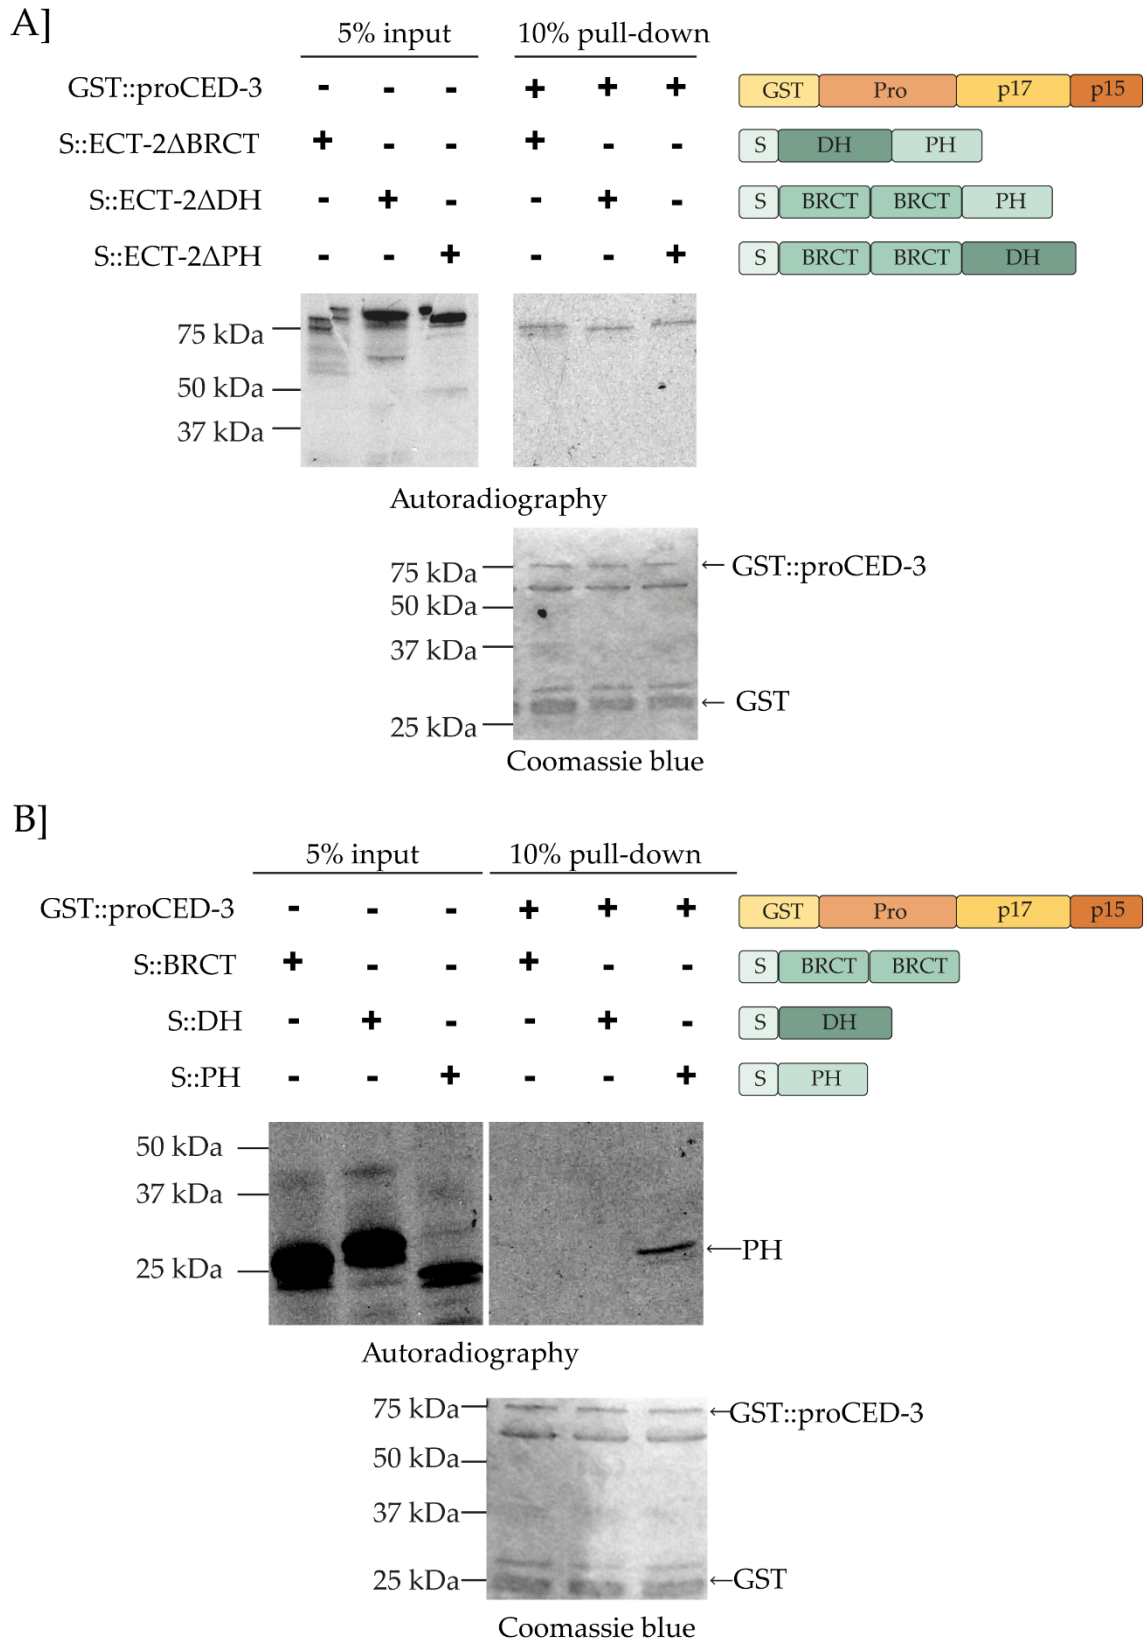 A]
5% input 10% pull-down
GST::proCED-3 - - - + + + GST Pro p17 p15
S::ECT-2ΔBRCT + - - + - - S DH PH
S::ECT-2ΔDH - + - - + - S BRCT BRCT PH
S::ECT-2ΔPH - - + - - + S BRCT BRCT DH
75 kDa
50 kDa
37 kDa
Autoradiography
75 kDa ← GST::proCED-3
50 kDa
37 kDa
← GST
25 kDa
Coomassie blue
B]
5% input 10% pull-down
GST::proCED-3 - - - + + + GST Pro p17 p15
S::BRCT + - - + - - S BRCT BRCT
S::DH - + - - + - S DH
S::PH - - + - - + S PH
50 kDa
37 kDa
←PH
25 kDa
Autoradiography
75 kDa ←GST::proCED-3
50 kDa
37 kDa
25 kDa ←GST
Coomassie blue